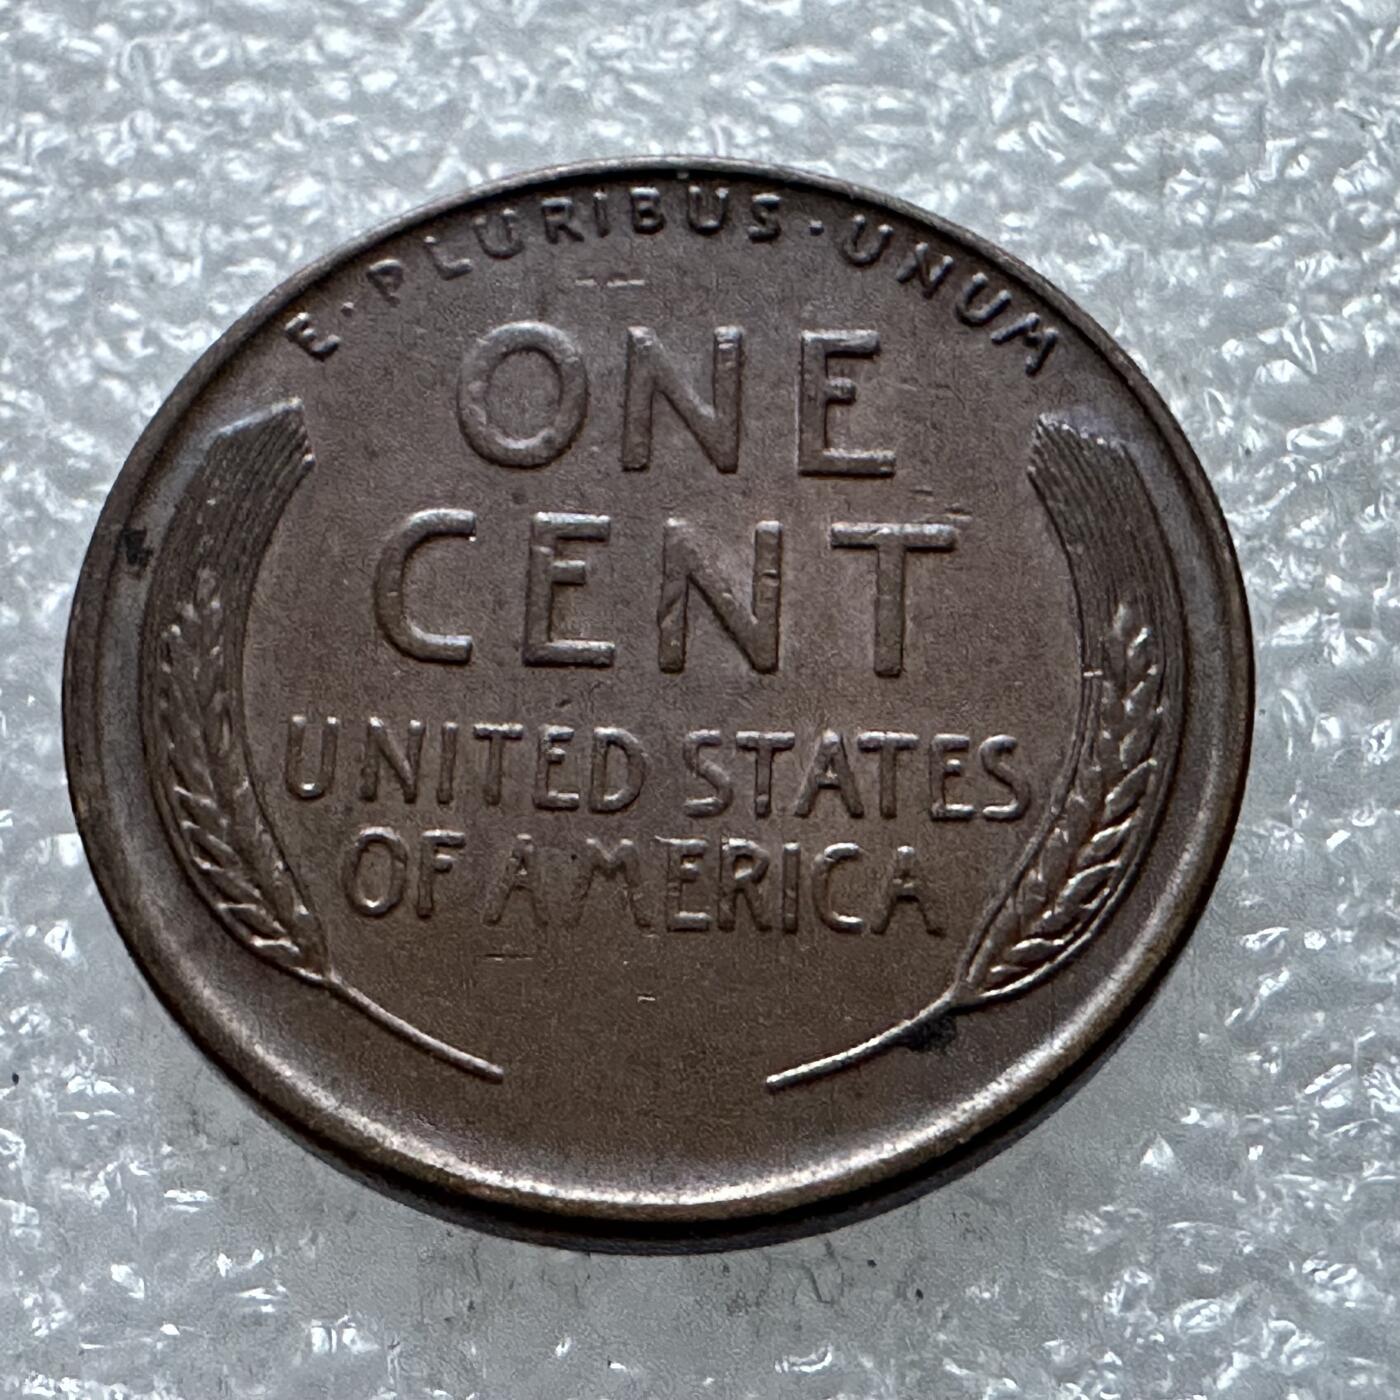 E·PLURIBUS·UNUM
ONE
CENT
UNITED STATES
OF AMERICA